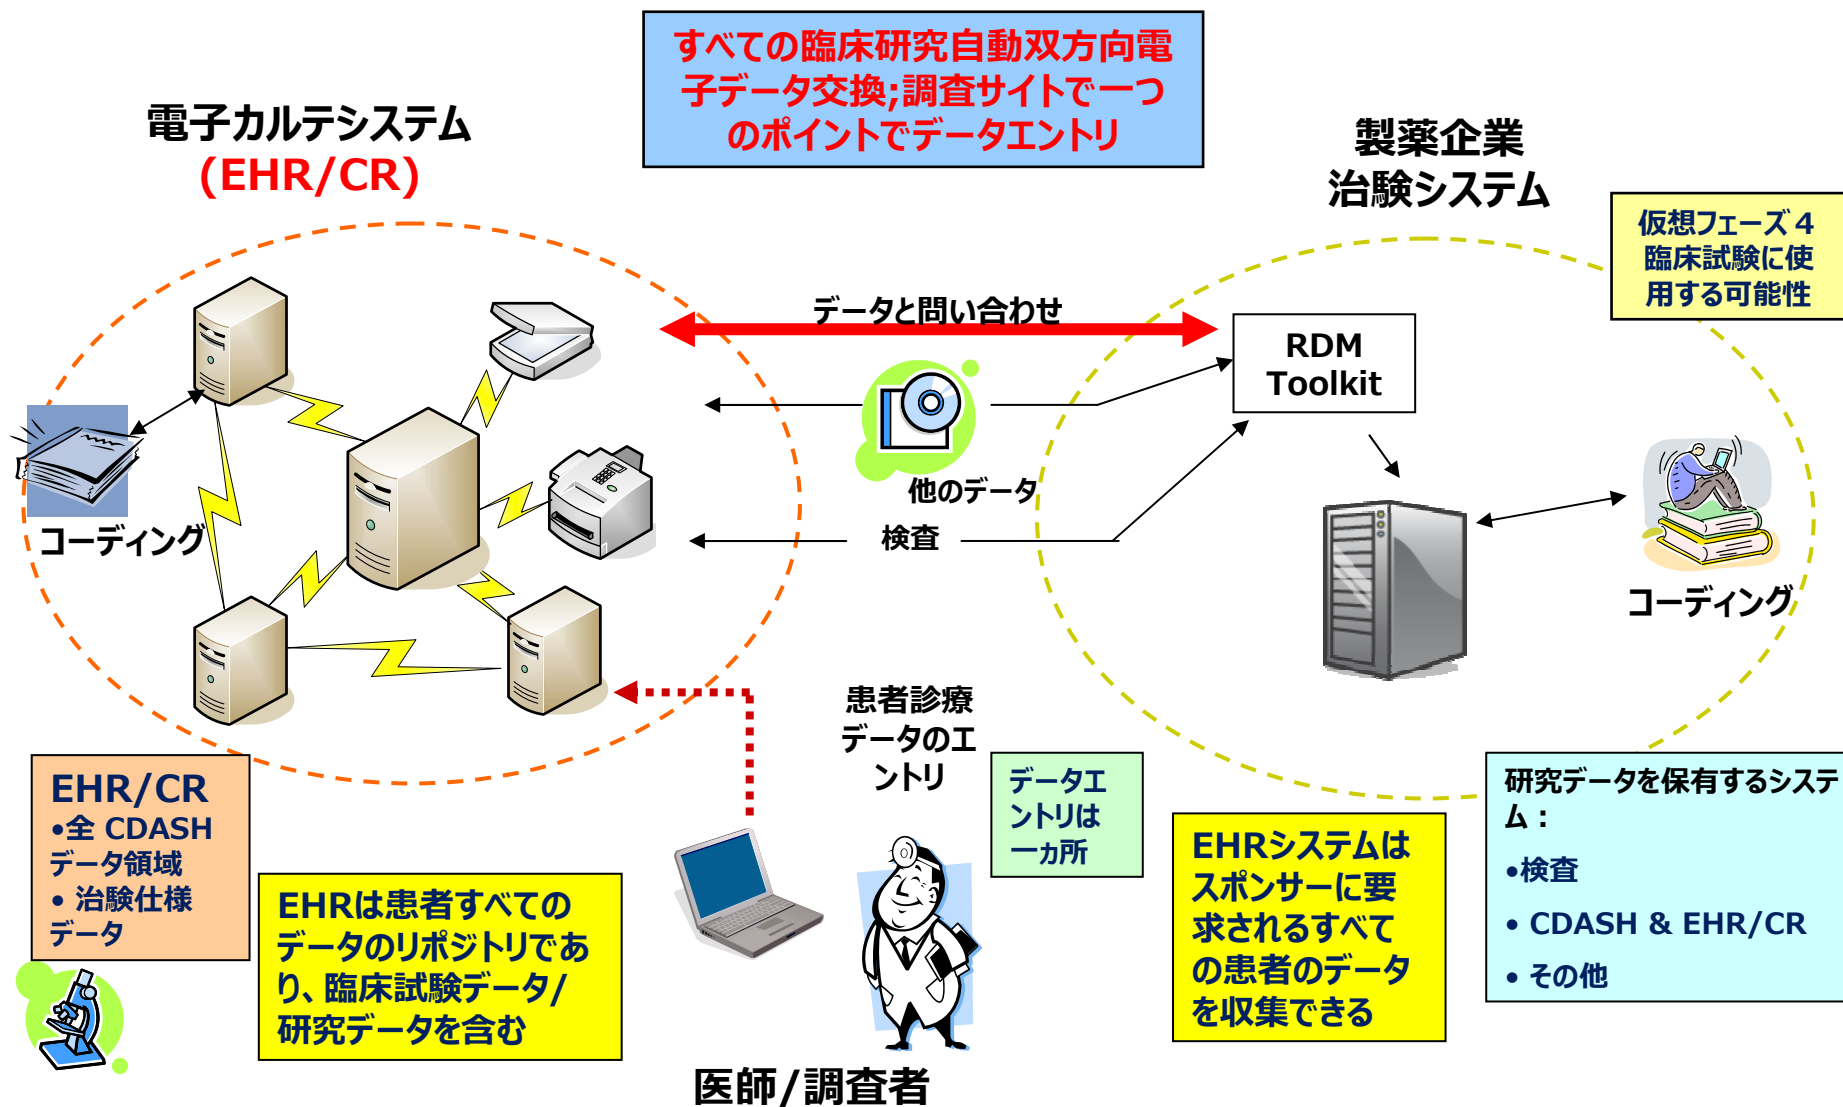 すべての臨床研究自動双方向電
子データ交換;調査サイトで一つ
のポイントでデータエントリ
電子カルテシステム
(EHR/CR)
製薬企業
治験システム
仮想フェーズ４
臨床試験に使
用する可能性
データと問い合わせ
RDM
Toolkit
他のデータ
検査
コーディング
コーディング
患者診療
データのエ
ントリ
データエ
ントリは
一ヵ所
EHR/CR
•全 CDASH
データ領域
• 治験仕様
データ
EHRは患者すべての
データのリポジトリであ
り、臨床試験データ/
研究データを含む
EHRシステムは
スポンサーに要
求されるすべて
の患者のデータ
を収集できる
研究データを保有するシステ
ム：
•検査
• CDASH & EHR/CR
• その他
医師/調査者